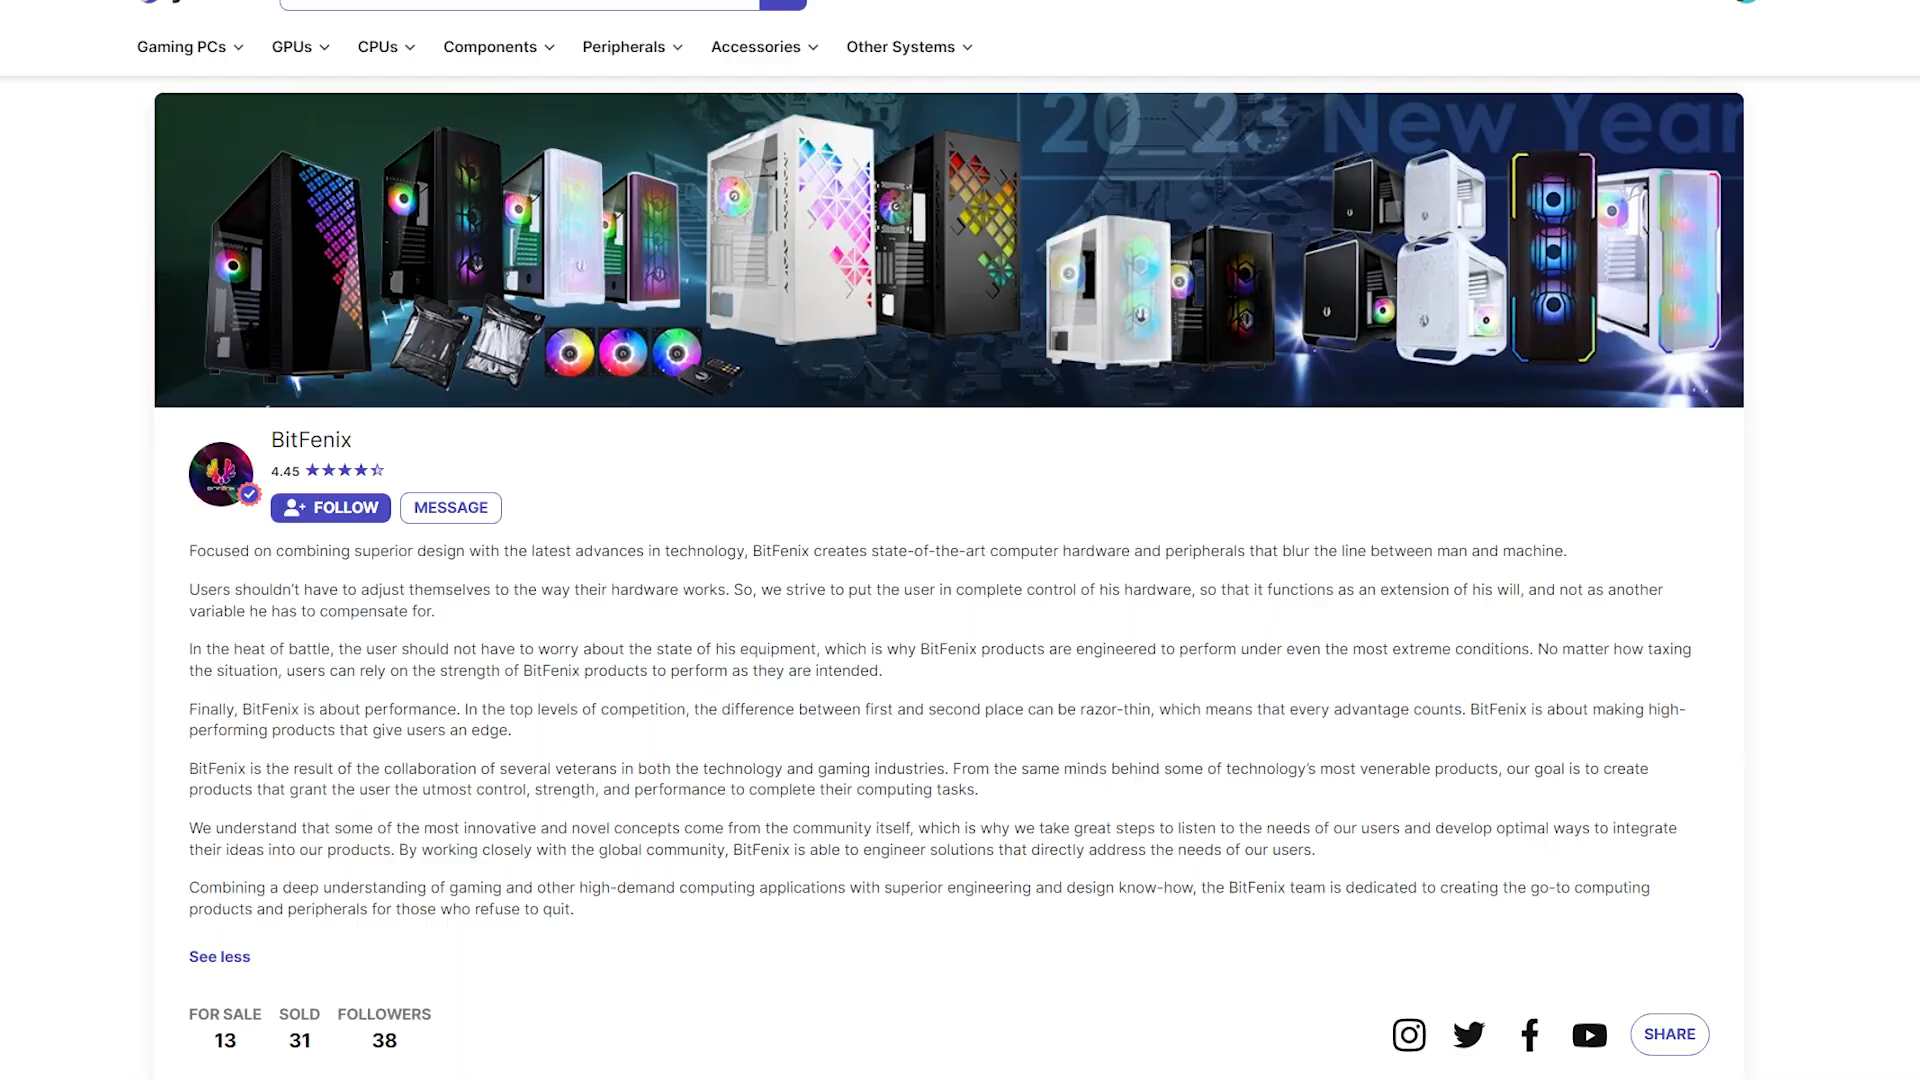 Gaming PCs GPUs CPUs Components Peripherals Accessories Other Systems
20_23 New Year
BitFenix
4.45
FOLLOW MESSAGE
Focused on combining superior design with the latest advances in technology, BitFenix creates state-of-the-art computer hardware and peripherals that blur the line between man and machine.
Users shouldn’t have to adjust themselves to the way their hardware works. So, we strive to put the user in complete control of his hardware, so that it functions as an extension of his will, and not as another
variable he has to compensate for.
In the heat of battle, the user should not have to worry about the state of his equipment, which is why BitFenix products are engineered to perform under even the most extreme conditions. No matter how taxing
the situation, users can rely on the strength of BitFenix products to perform as they are intended.
Finally, BitFenix is about performance. In the top levels of competition, the difference between first and second place can be razor-thin, which means that every advantage counts. BitFenix is about making high-
performing products that give users an edge.
BitFenix is the result of the collaboration of several veterans in both the technology and gaming industries. From the same minds behind some of technology’s most venerable products, our goal is to create
products that grant the user the utmost control, strength, and performance to complete their computing tasks.
We understand that some of the most innovative and novel concepts come from the community itself, which is why we take great steps to listen to the needs of our users and develop optimal ways to integrate
their ideas into our products. By working closely with the global community, BitFenix is able to engineer solutions that directly address the needs of our users.
Combining a deep understanding of gaming and other high-demand computing applications with superior engineering and design know-how, the BitFenix team is dedicated to creating the go-to computing
products and peripherals for those who refuse to quit.
See less
FOR SALE SOLD FOLLOWERS
13 31 38
SHARE